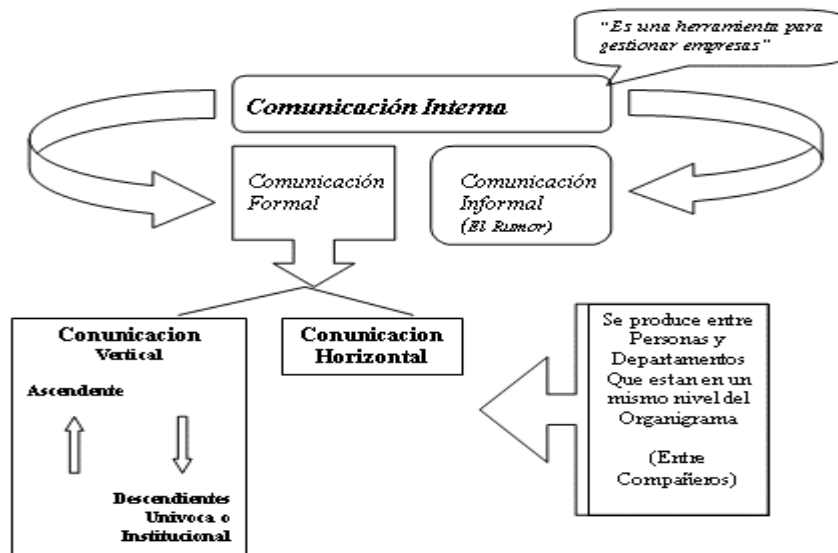 "Es una herramienta para
gestionar empresas"
Comunicación Interna
Comunicación
Formal
Comunicación
Informal
(El Rumor)
Conunicacion
Vertical
Ascendente
Descendientes
Univoca o
Institucional
Conunicacion
Horizontal
Se produce entre
Personas y
Departamentos
Que estan en un
mismo nivel del
Organigrama
(Entre
Compañeros)